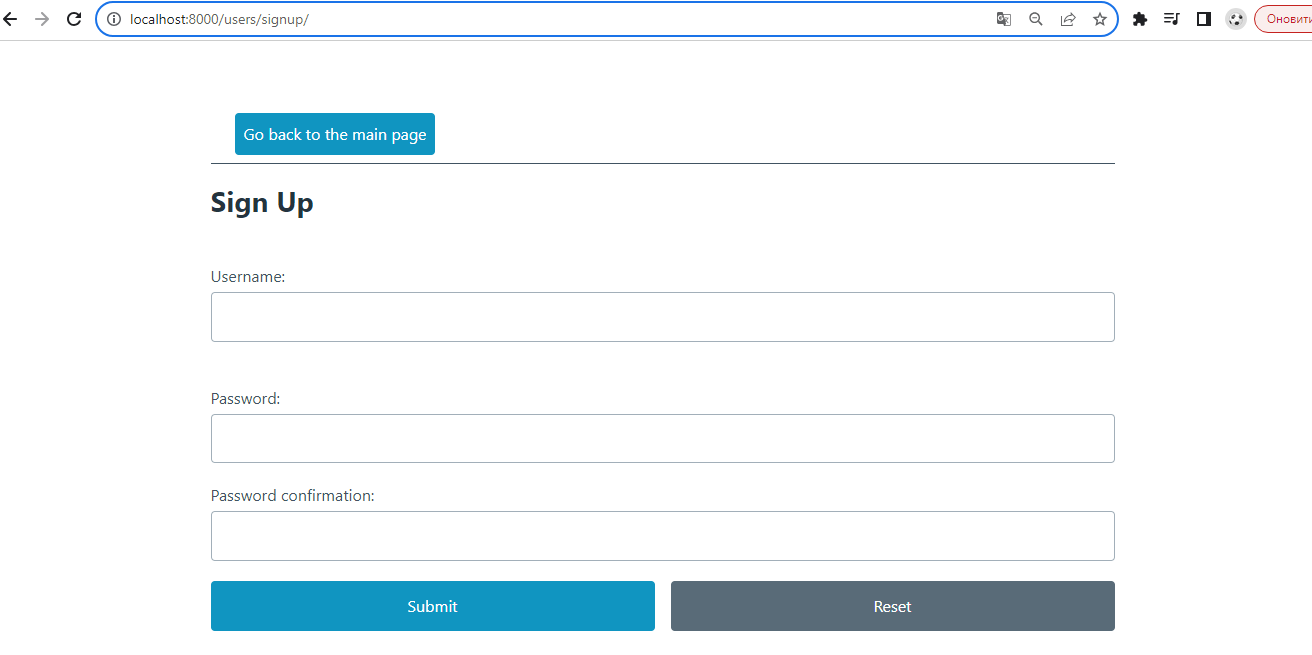 localhost:8000/users/signup/
Оновити
Go back to the main page
Sign Up
Username:
Password:
Password confirmation:
Submit Reset